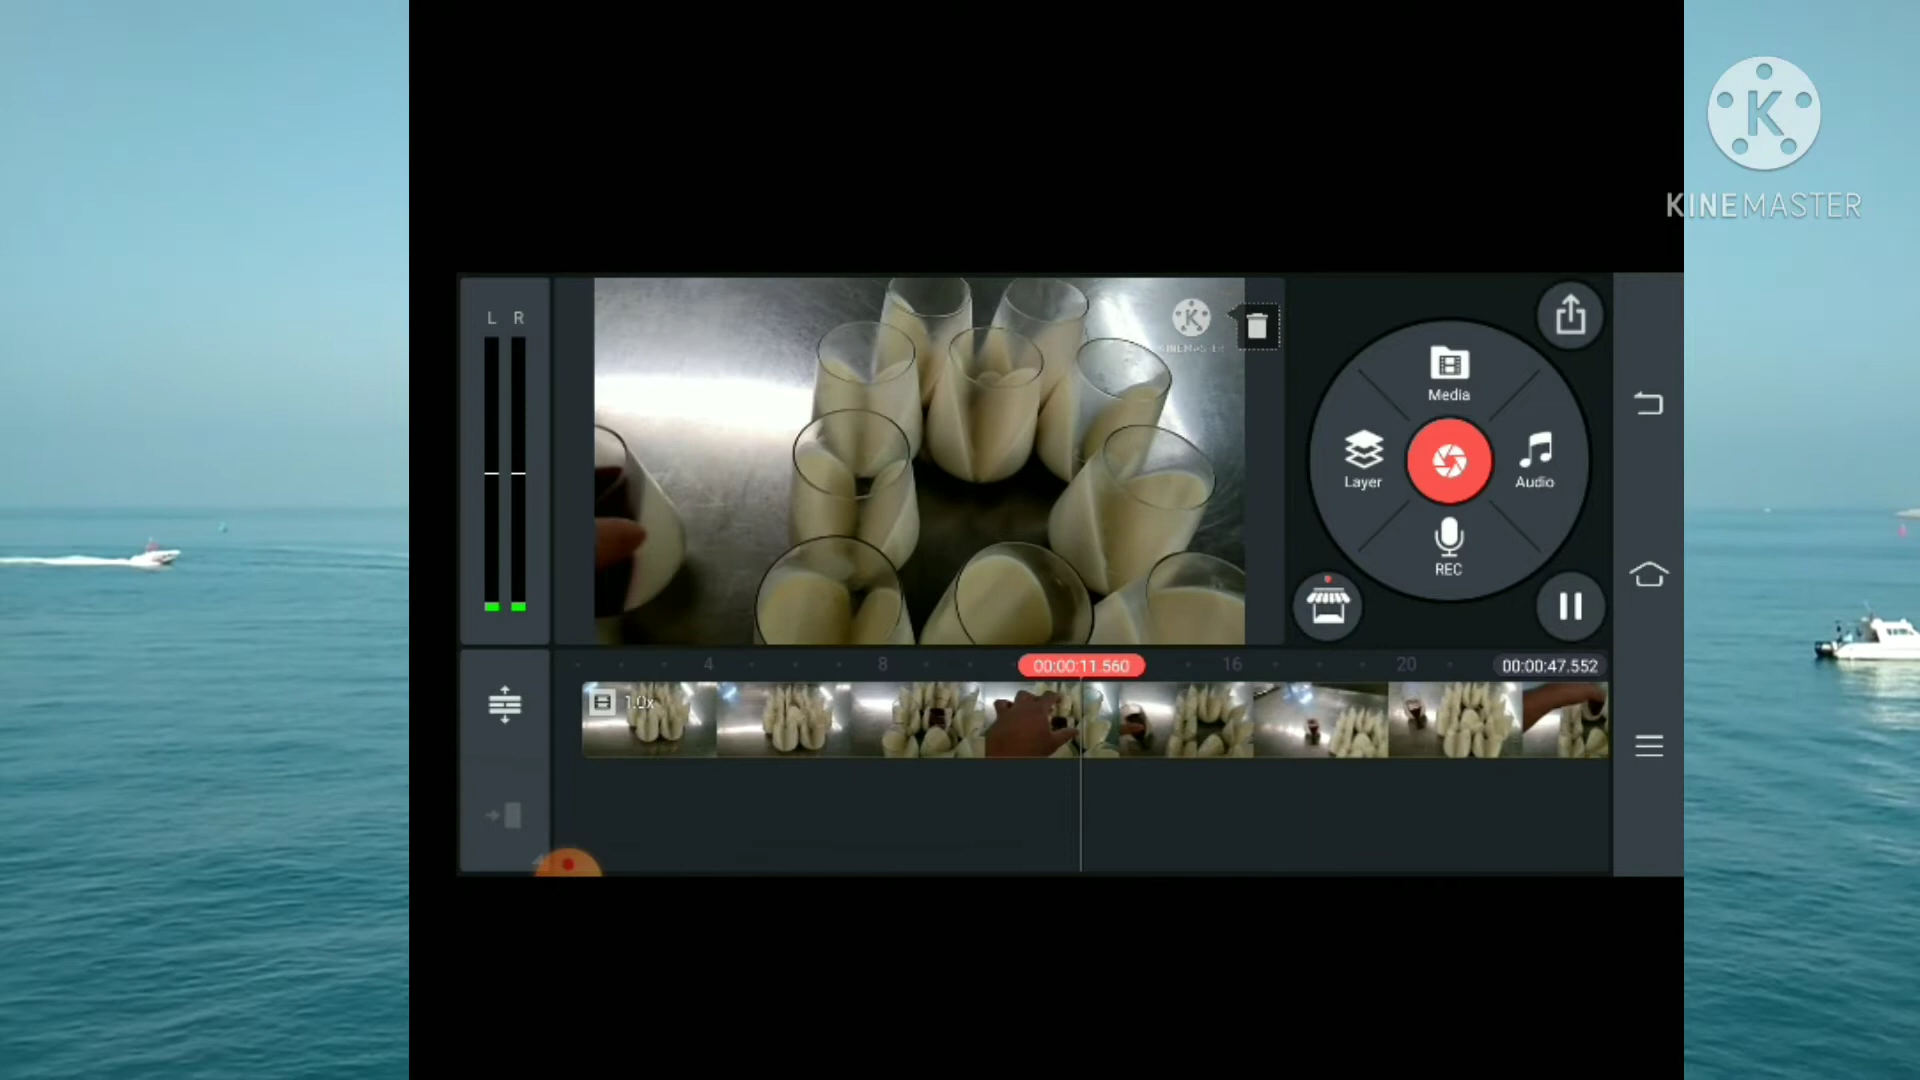 KINEMASTER
L R
KINEMASTER
Media
Layer
Audio
REC
4
8
00:00:11.560
16
20
00:00:47.552
1.0x